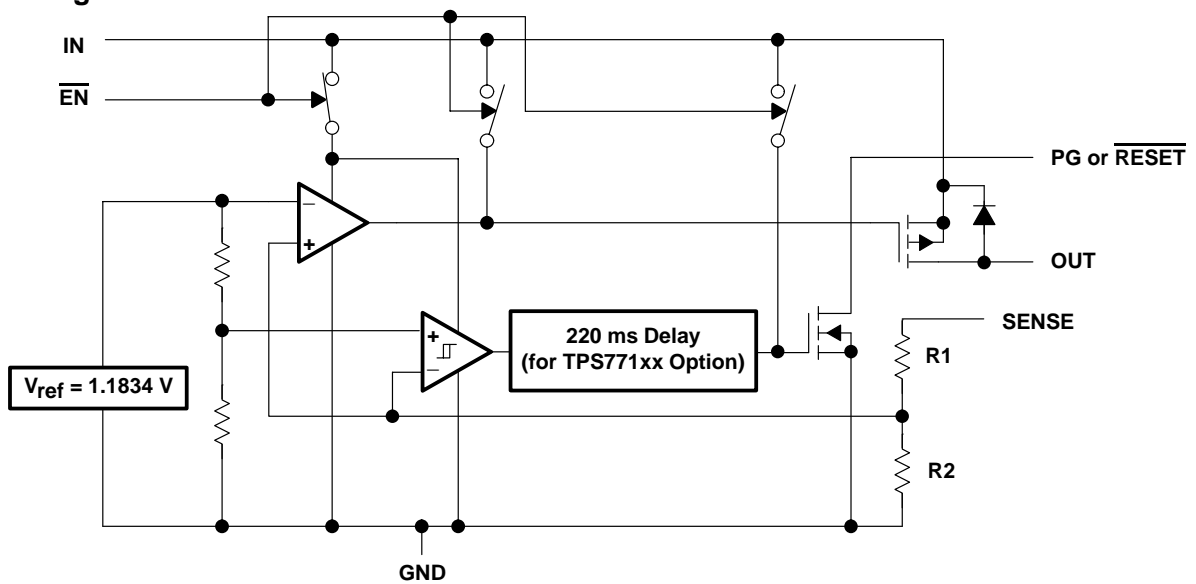 IN
EN
PG or RESET
OUT
SENSE
R1
R2
−
+
+
−
220 ms Delay
(for TPS771xx Option)
Vref = 1.1834 V
GND